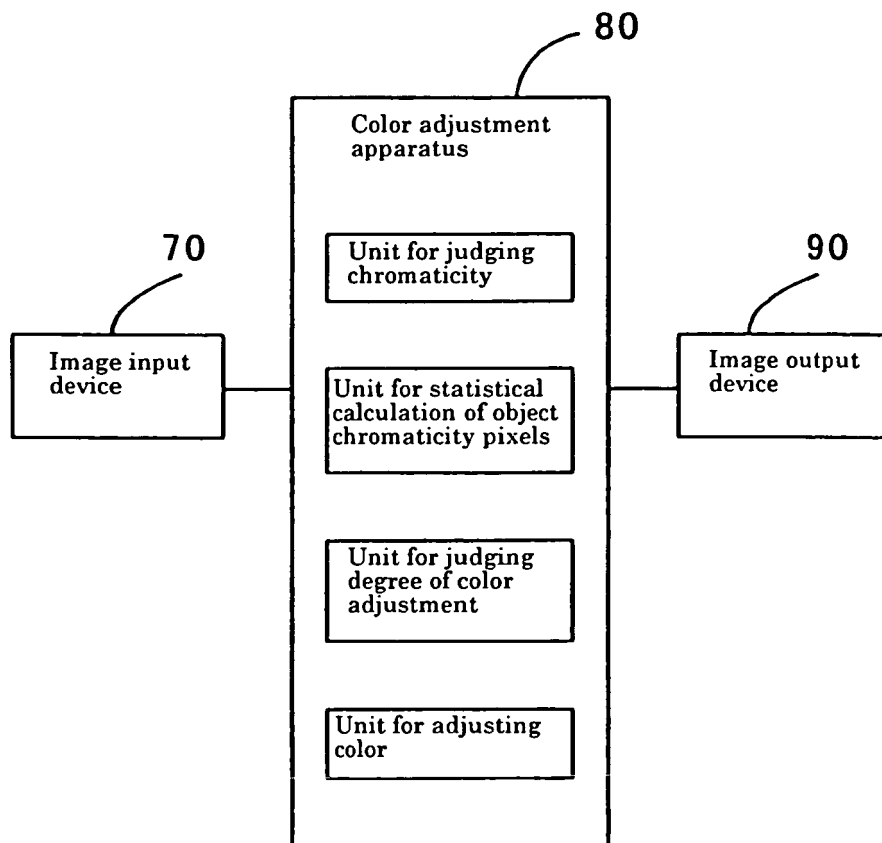 80
Color adjustment
apparatus
70
Unit for judging
chromaticity
90
Image input
device
Unit for statistical
calculation of object
chromaticity pixels
Image output
device
Unit for judging
degree of color
adjustment
Unit for adjusting
color